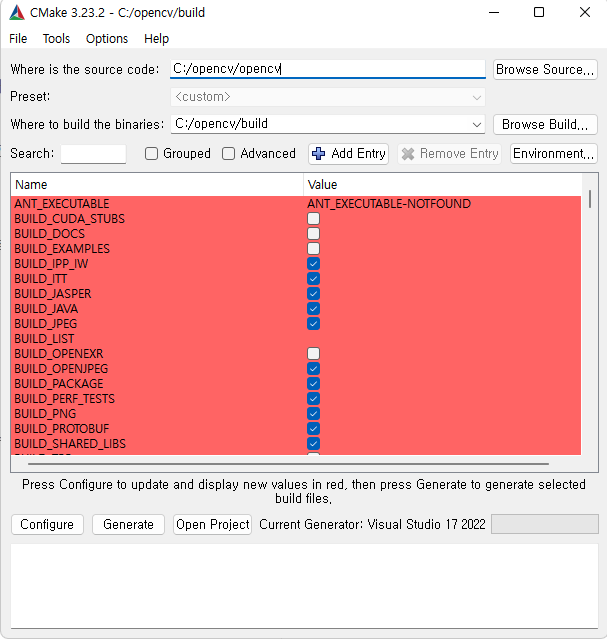 CMake 3.23.2 - C:/opencv/build
File Tools Options Help
Where is the source code: C:/opencv/opencv Browse Source...
Preset: <custom>
Where to build the binaries: C:/opencv/build Browse Build...
Search: Grouped Advanced Add Entry Remove Entry Environment...
Name Value
ANT_EXECUTABLE ANT_EXECUTABLE-NOTFOUND
BUILD_CUDA_STUBS
BUILD_DOCS
BUILD_EXAMPLES
BUILD_IPP_IW
BUILD_ITT
BUILD_JASPER
BUILD_JAVA
BUILD_JPEG
BUILD_LIST
BUILD_OPENEXR
BUILD_OPENJPEG
BUILD_PACKAGE
BUILD_PERF_TESTS
BUILD_PNG
BUILD_PROTOBUF
BUILD_SHARED_LIBS
Press Configure to update and display new values in red, then press Generate to generate selected
build files.
Configure Generate Open Project Current Generator: Visual Studio 17 2022